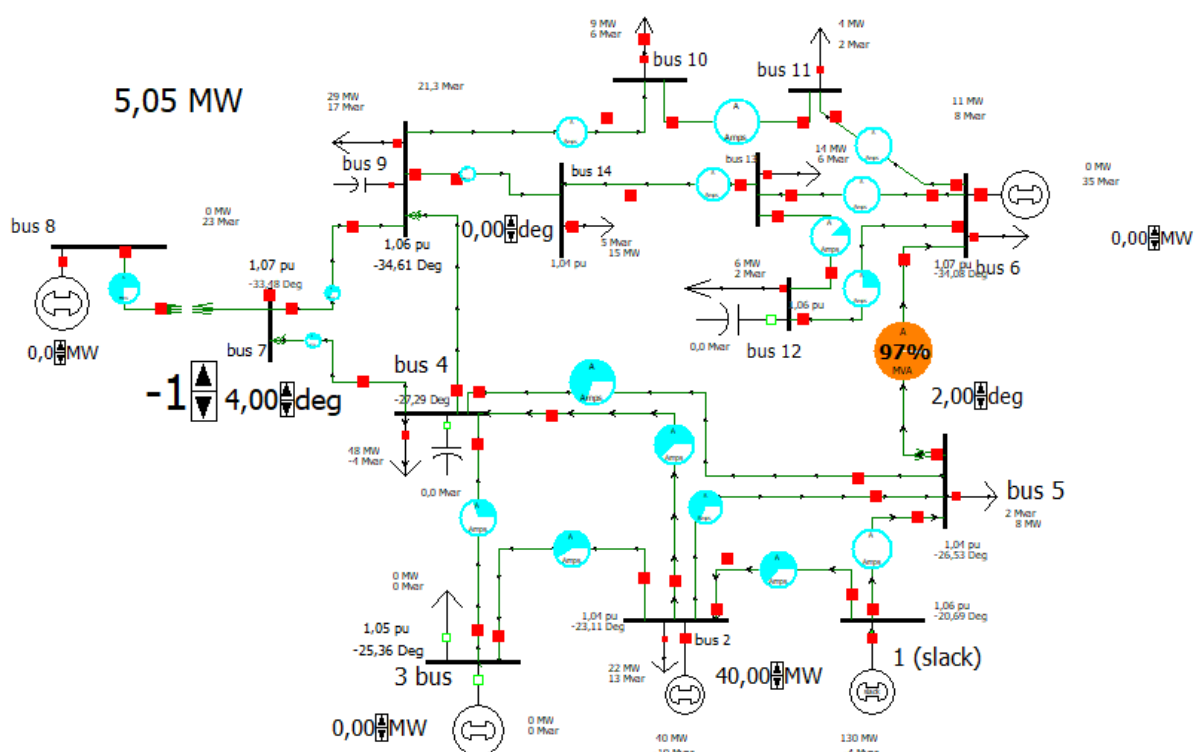 9 MW
6 Mvar
bus 10
4 MW
2 Mvar
bus 11
5,05 MW
21,3 Mvar
29 MW
17 Mvar
11 MW
8 Mvar
A
Amps
bus 9
bus 14
bus 13
14 MW
6 Mvar
0 MW
35 Mvar
0 MW
23 Mvar
bus 8
0,00 deg
5 Mvar
15 MW
1,04 pu
1,06 pu
-34,61 Deg
1,07 pu
-33,48 Deg
0,00 MW
1,07 pu
-34,08 Deg
bus 6
6 MW
2 Mvar
1,06 pu
0,0 Mvar
bus 12
0,0 MW
bus 7
A
97%
MVA
bus 4
-1
4,00 deg
-27,29 Deg
A
Amps
2,00 deg
48 MW
-4 Mvar
0,0 Mvar
A
Amps
A
Amps
bus 5
2 Mvar
8 MW
A
Amps
A
Amps
A
Amps
A
Amps
1,04 pu
-26,53 Deg
0 MW
0 Mvar
1,05 pu
-25,36 Deg
3 bus
1,04 pu
-23,11 Deg
bus 2
1,06 pu
-20,69 Deg
1 (slack)
22 MW
13 Mvar
40,00 MW
slack
0,00 MW
0 MW
0 Mvar
40 MW
130 MW